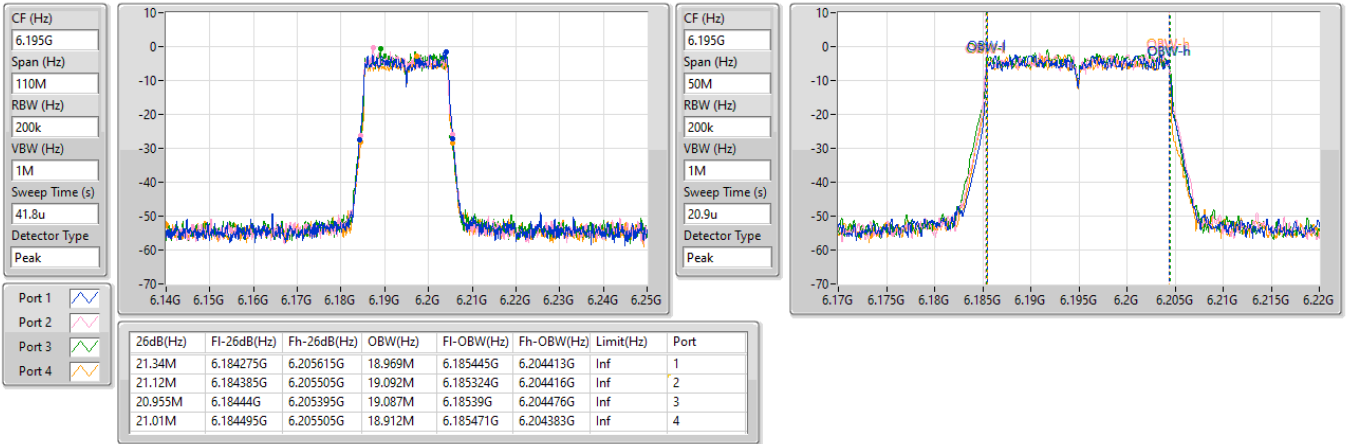 CF (Hz)
6.195G
Span (Hz)
110M
RBW (Hz)
200k
VBW (Hz)
1M
Sweep Time (s)
41.8u
Detector Type
Peak
10-
0-
-10-
-20-
-30-
-40-
-50-
-60-
-70-
6.14G 6.15G 6.16G 6.17G 6.18G 6.19G 6.2G 6.21G 6.22G 6.23G 6.24G 6.25G
CF (Hz)
6.195G
Span (Hz)
50M
RBW (Hz)
200k
VBW (Hz)
1M
Sweep Time (s)
20.9u
Detector Type
Peak
10-
0-
-10-
-20-
-30-
-40-
-50-
-60-
-70-
OBW-l
OBW-h
OBW-h
6.17G 6.175G 6.18G 6.185G 6.19G 6.195G 6.2G 6.205G 6.21G 6.215G 6.22G
Port 1
Port 2
Port 3
Port 4
26dB(Hz) Fl-26dB(Hz) Fh-26dB(Hz) OBW(Hz) Fl-OBW(Hz) Fh-OBW(Hz) Limit(Hz) Port
21.34M 6.184275G 6.205615G 18.969M 6.185445G 6.204413G Inf 1
21.12M 6.184385G 6.205505G 19.092M 6.185324G 6.204416G Inf 2
20.955M 6.18444G 6.205395G 19.087M 6.18539G 6.204476G Inf 3
21.01M 6.184495G 6.205505G 18.912M 6.185471G 6.204383G Inf 4